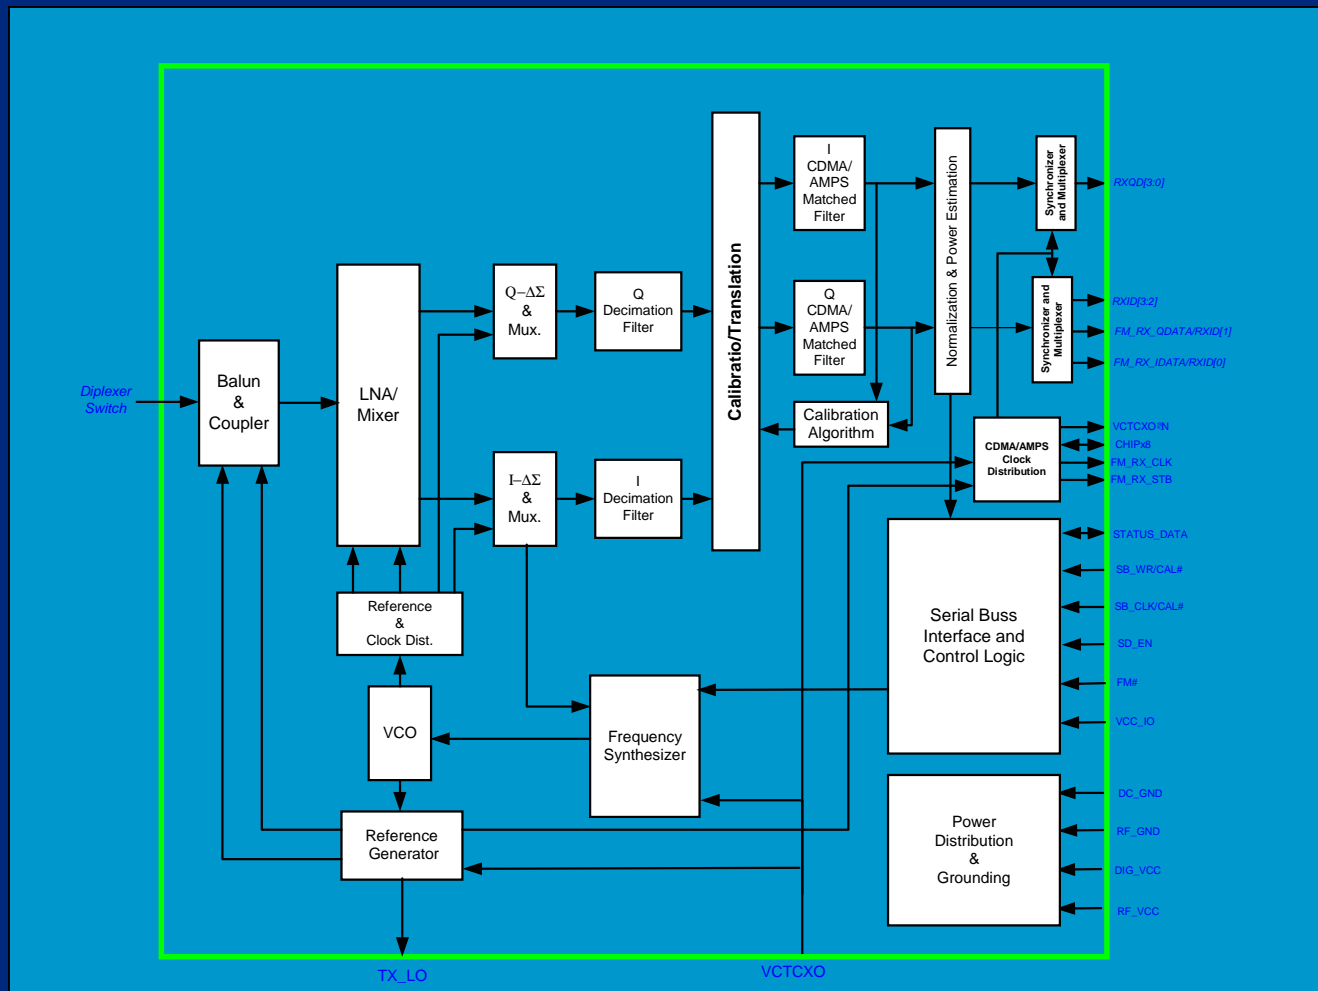 I
CDMA/
AMPS
Matched
Filter
Synchronizer
and Multiplexer
RXQD[3:0]
Normalization & Power Estimation
Calibratio/Translation
Q−ΔΣ
& 
Mux.
Q
Decimation
Filter
Q
CDMA/
AMPS
Matched
Filter
Synchronizer and
Multiplexer
RXID[3:2]
FM_RX_QDATA/RXID[1]
FM_RX_IDATA/RXID[0]
Diplexer
Switch
Balun
&
Coupler
LNA/
Mixer
Calibration
Algorithm
CDMA/AMPS
Clock
Distribution
VCTCXO®N
CHIPx8
FM_RX_CLK
FM_RX_STB
I−ΔΣ
&
Mux.
I
Decimation
Filter
Serial Buss
Interface and
Control Logic
STATUS_DATA
SB_WR/CAL#
SB_CLK/CAL#
SD_EN
FM#
VCC_IO
Reference
&
Clock Dist.
VCO
Frequency
Synthesizer
Reference
Generator
Power
Distribution
&
Grounding
DC_GND
RF_GND
DIG_VCC
RF_VCC
TX_LO
VCTCXO